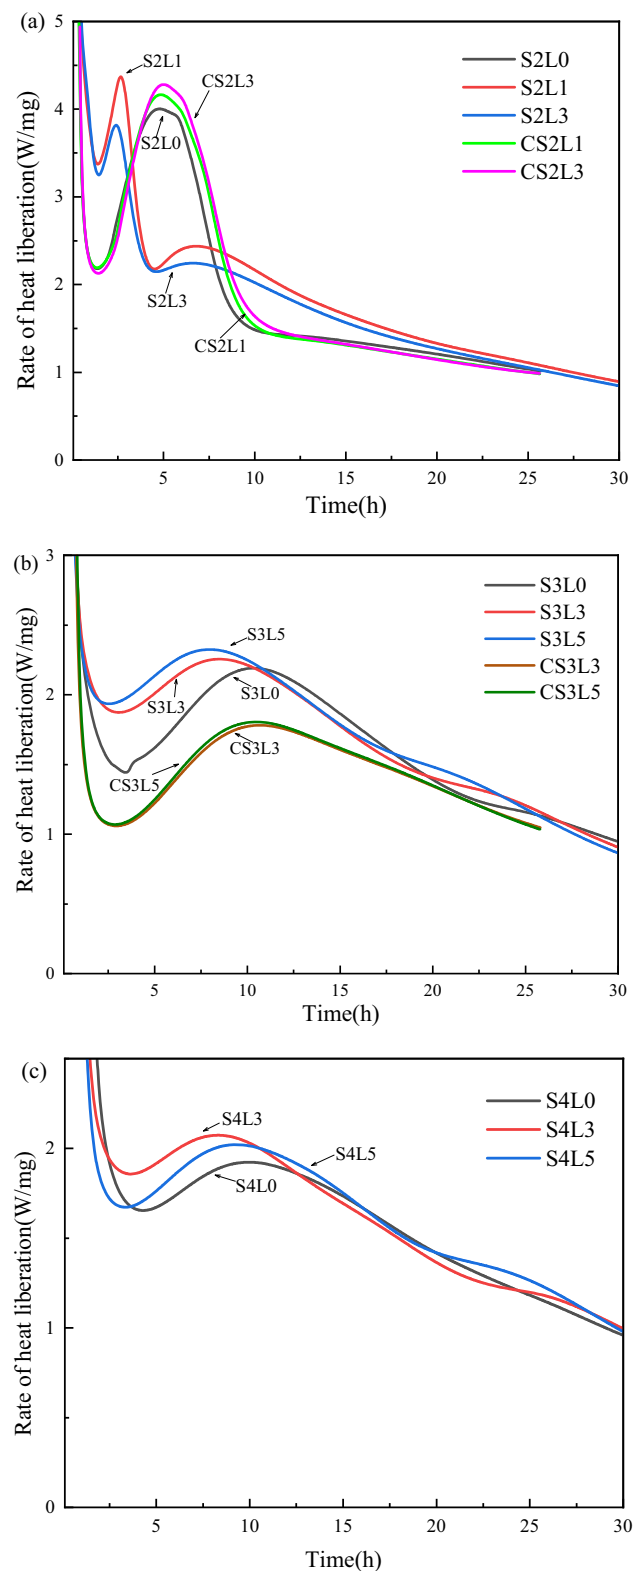 (a)
5
4
3
2
1
0
Rate of heat liberation(W/mg)
S2L1
CS2L3
S2L0
S2L3
CS2L1
S2L0
S2L1
S2L3
CS2L1
CS2L3
5
10
15
20
25
30
Time(h)
(b)
3
2
1
0
Rate of heat liberation(W/mg)
S3L5
S3L3
S3L0
CS3L3
CS3L5
S3L0
S3L3
S3L5
CS3L3
CS3L5
5
10
15
20
25
30
Time(h)
(c)
2
1
0
Rate of heat liberation(W/mg)
S4L3
S4L5
S4L0
S4L0
S4L3
S4L5
5
10
15
20
25
30
Time(h)